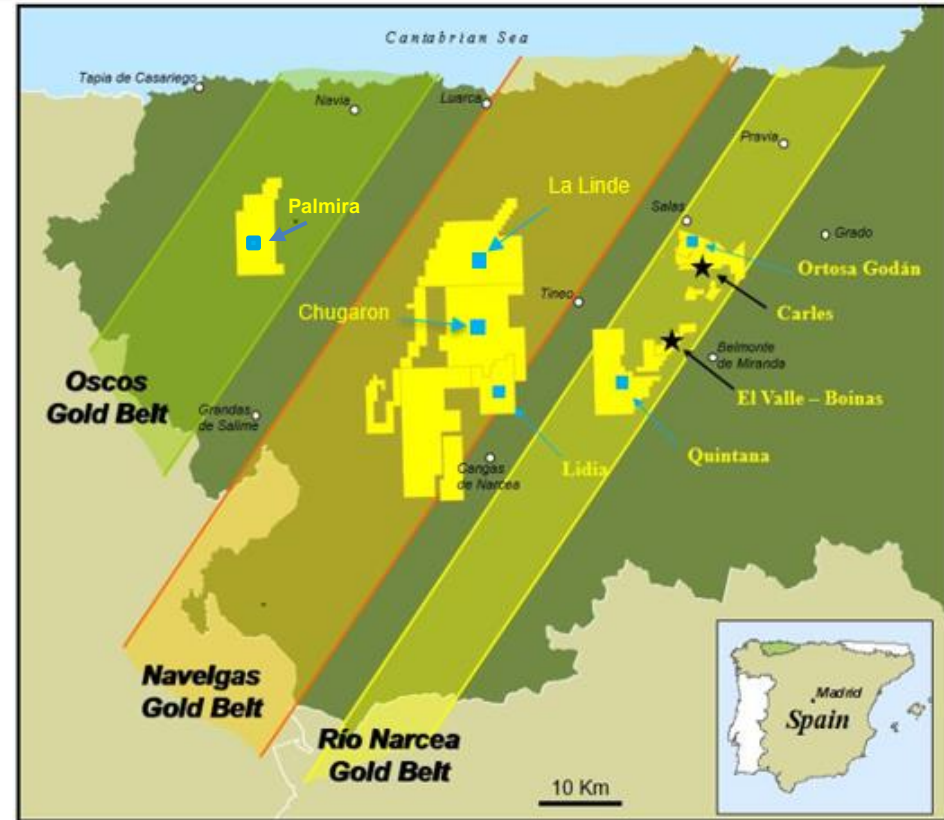 Cantabrian Sea
Tapia de Casariego
Navia
Luarca
Pravia
La Linde
Palmira
Salas
Grado
Ortosa Godán
Chugaron
Tineo
Carles
Belmonte
de Miranda
Oscos
Gold Belt
El Valle – Boinas
Grandas
de Salime
Quintana
Lidia
Cangas
de Narcea
Navelgas
Gold Belt
Río Narcea
Gold Belt
10 Km
Madrid
Spain